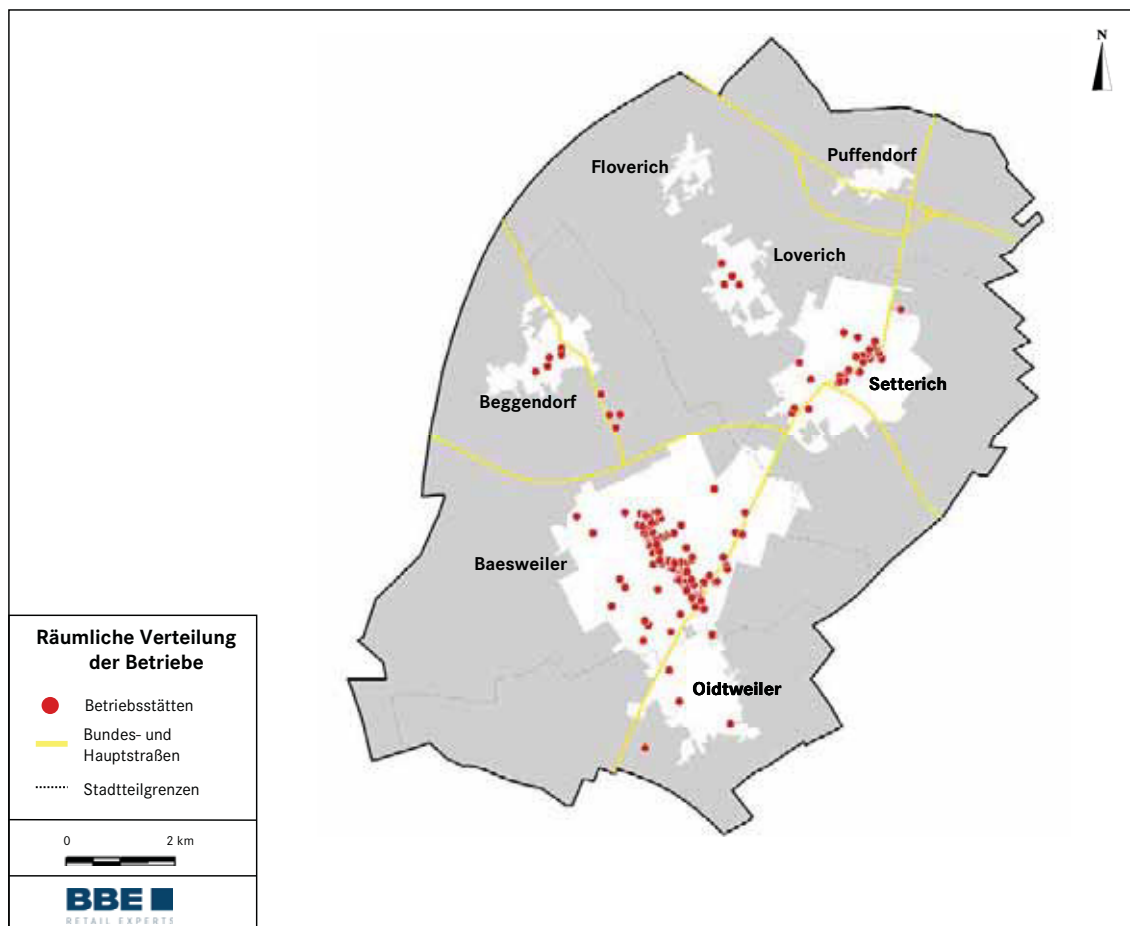 N
Puffendorf
Floverich
Loverich
Setterich
Beggendorf
Baesweiler
Oidtweiler
Räumliche Verteilung
der Betriebe
Betriebsstätten
Bundes- und
Hauptstraßen
Stadtteilgrenzen
0 2 km
BBE
RETAIL EXPERTS